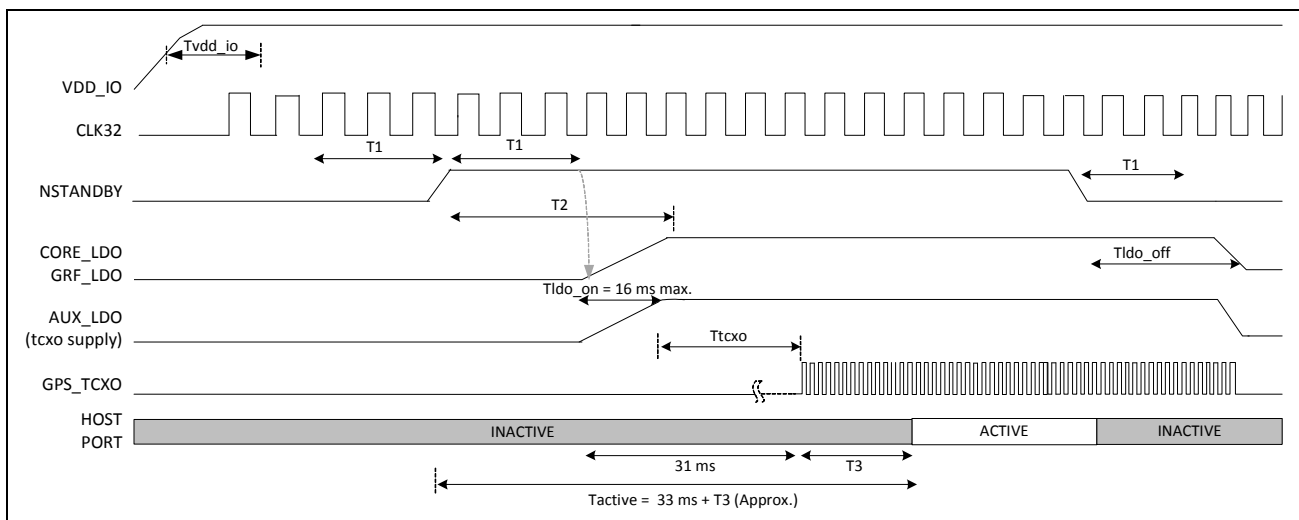 Tvdd_io
VDD_IO
CLK32
T1
T1
T1
NSTANDBY
T2
CORE_LDO
GRF_LDO
Tldo_off
Tldo_on = 16 ms max.
AUX_LDO
(tcxo supply)
Ttcxo
GPS_TCXO
HOST
PORT
INACTIVE
ACTIVE
INACTIVE
31 ms
T3
Tactive = 33 ms + T3 (Approx.)